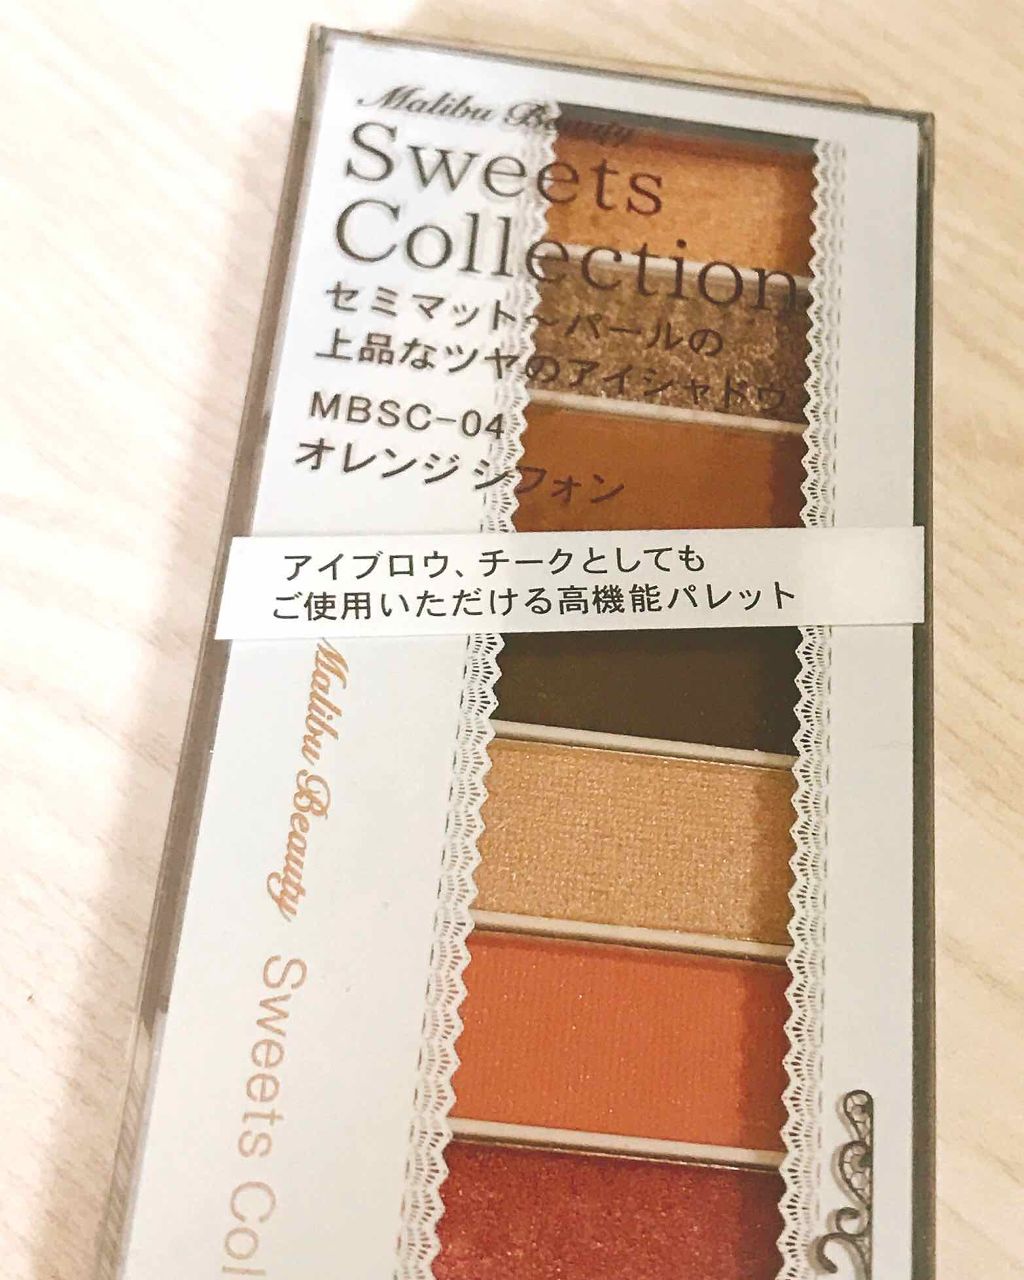 Malibu Beauty
Sweets
Collection
セミマット〜パールの
上品なツヤのアイシャドウ
MBSC-04
オレンジ シフォン
アイブロウ、チークとしても
ご使用いただける高機能パレット
Malibu Beauty Sweets Col